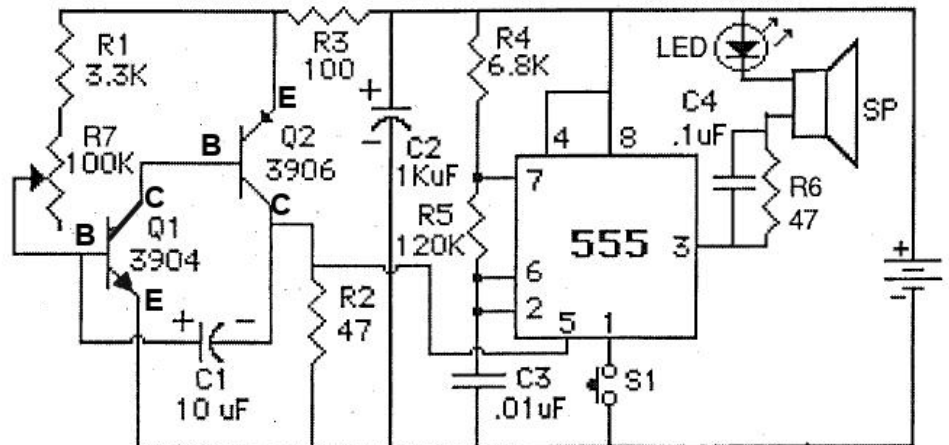 R1
3.3K
R3
100
R4
6.8K
LED
SP
C4
.1uF
R7
100K
E
B
Q2
3906
C2
1KuF
4
8
7
R6
47
C
C
B
Q1
3904
R5
120K
555
3
E
R2
47
6
2
5
1
C1
10 uF
C3
.01uF
S1
+
-
+
-
+
-